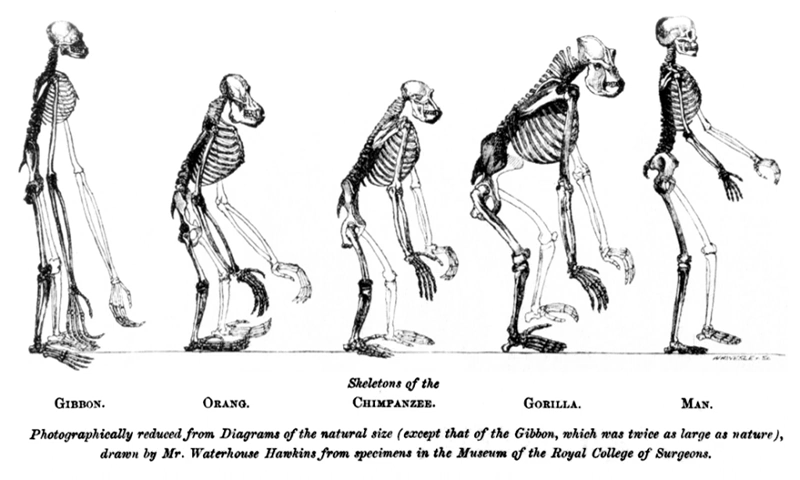 Skeletons of the
GIBBON. ORANG. CHIMPANZEE. GORILLA. MAN.
Photographically reduced from Diagrams of the natural size (except that of the Gibbon, which was twice as large as nature),
drawn by Mr. Waterhouse Hawkins from specimens in the Museum of the Royal College of Surgeons.